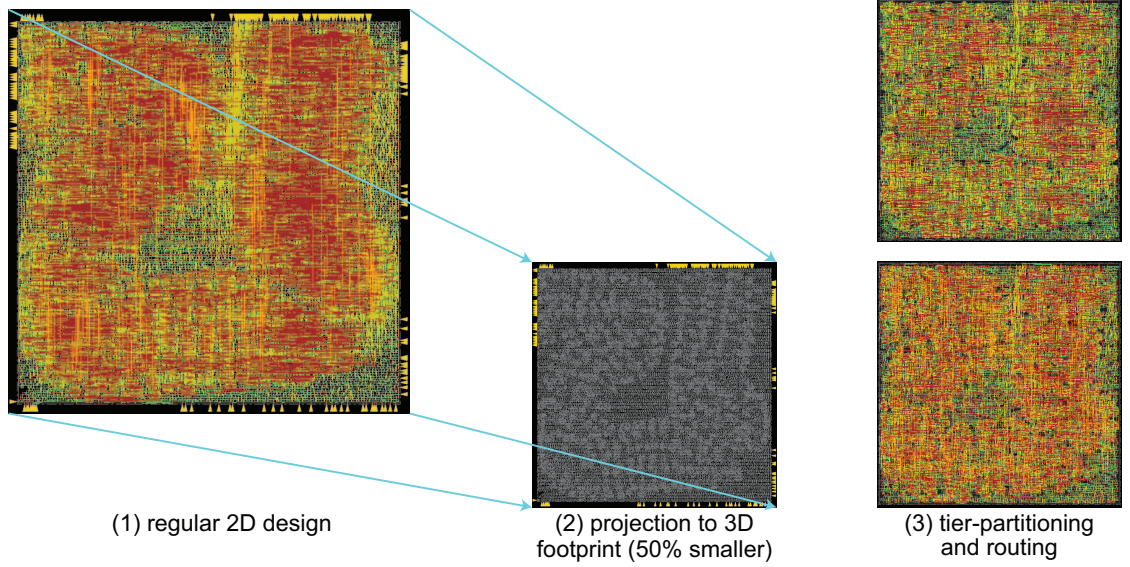 (1) regular 2D design
(2) projection to 3D
footprint (50% smaller)
(3) tier-partitioning
and routing